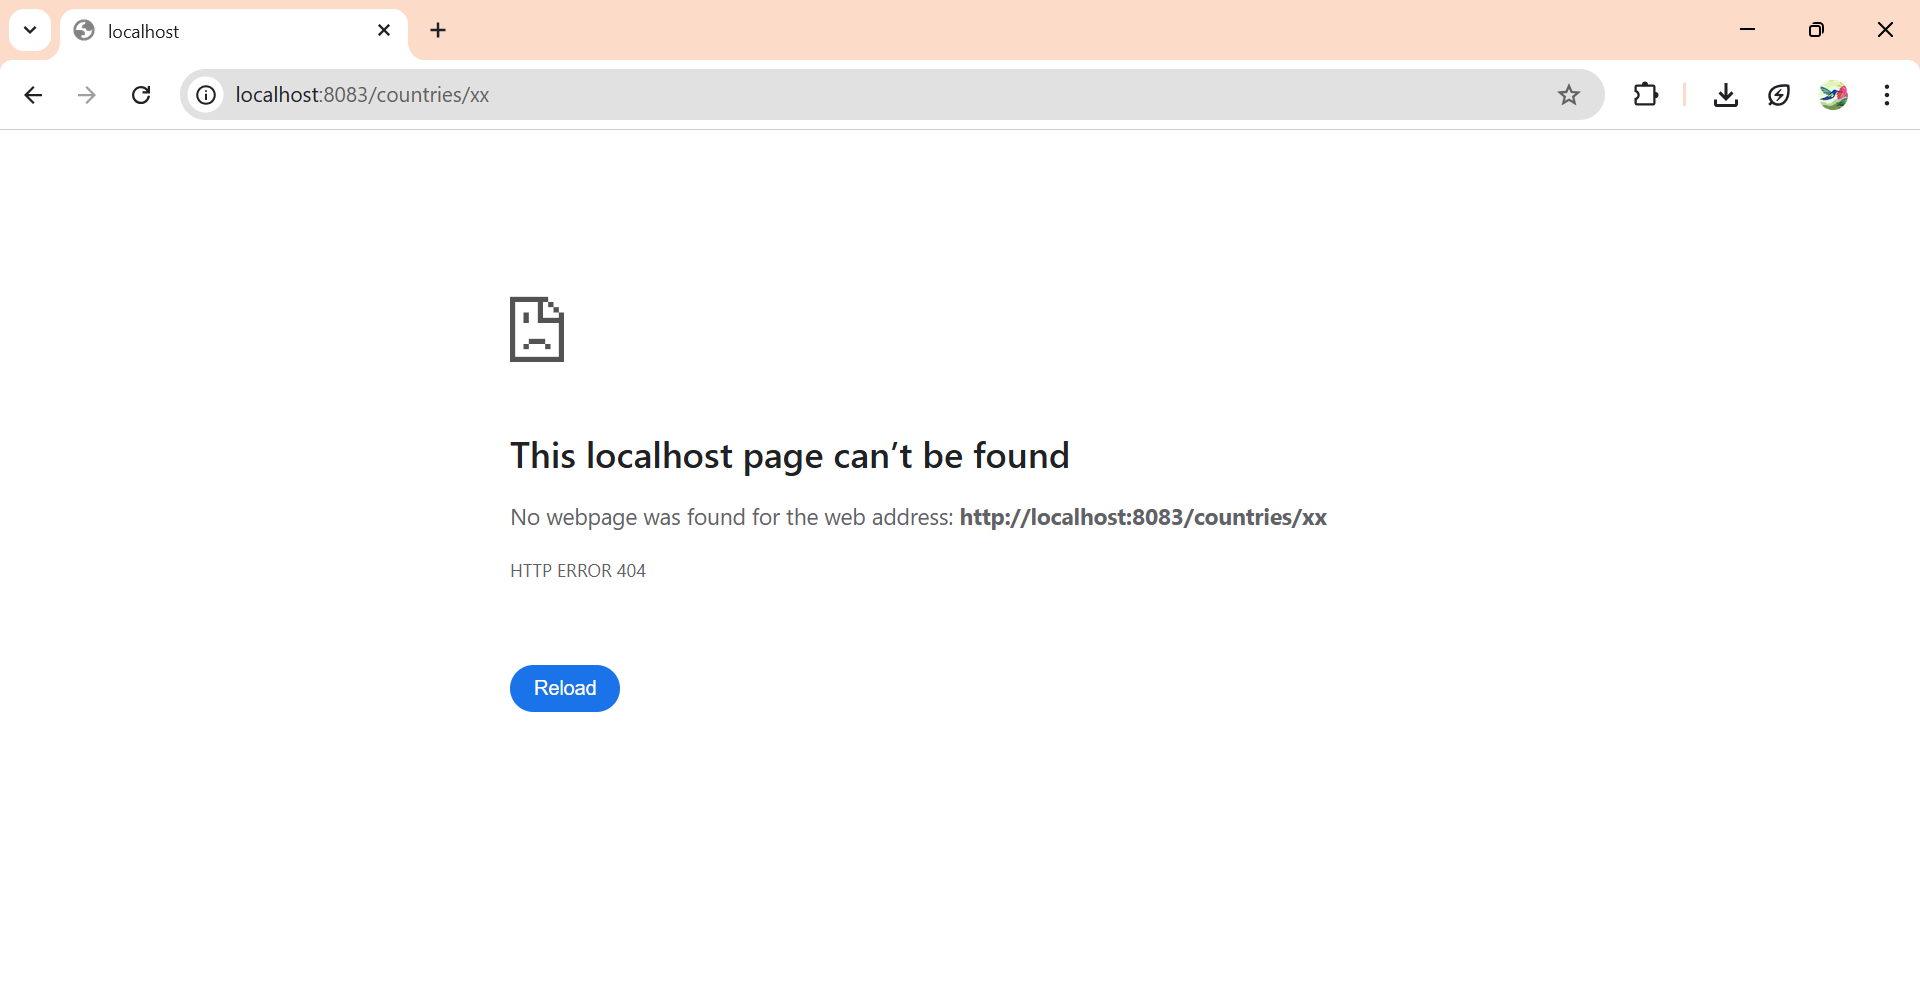 localhost
localhost:8083/countries/xx
This localhost page can’t be found
No webpage was found for the web address: http://localhost:8083/countries/xx
HTTP ERROR 404
Reload